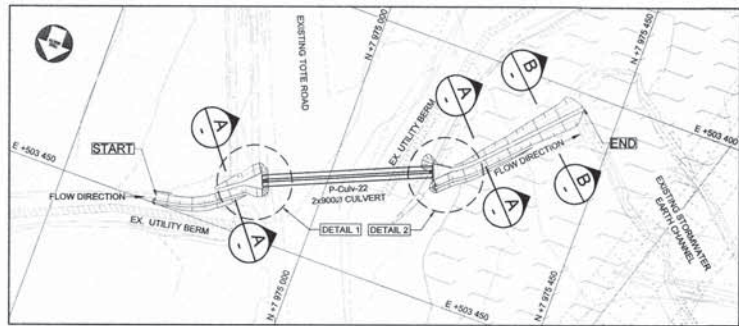 EXISTING TOTE ROAD
N +7 975 000
N +7 975 450
E +503 450
START
FLOW DIRECTION
EX. UTILITY BERM
A
-
A
-
P-Culv-22
2x900Ø CULVERT
DETAIL 1
DETAIL 2
EX. UTILITY BERM
A
-
B
-
A
-
B
-
FLOW DIRECTION
END
E +503 400
EXISTING STORMWATER
EARTH CHANNEL
N +7 975 000
E +503 450
N +7 975 450